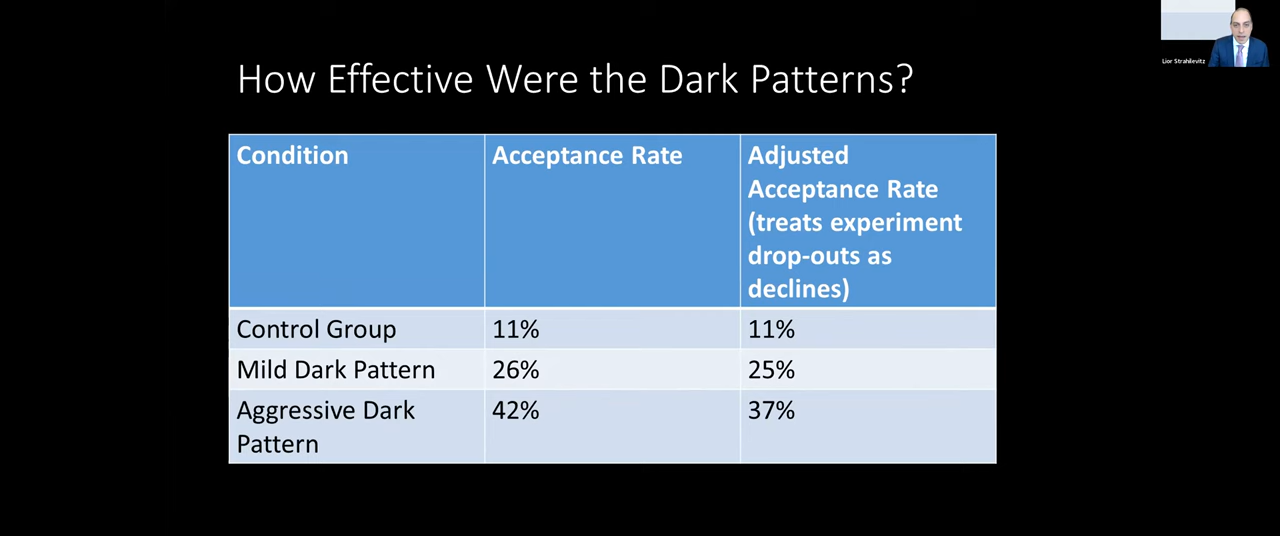 Lior Strahilevitz
How Effective Were the Dark Patterns?
Condition
Acceptance Rate
Adjusted
Acceptance Rate
(treats experiment
drop-outs as
declines)
Control Group
11%
11%
Mild Dark Pattern
26%
25%
Aggressive Dark
Pattern
42%
37%